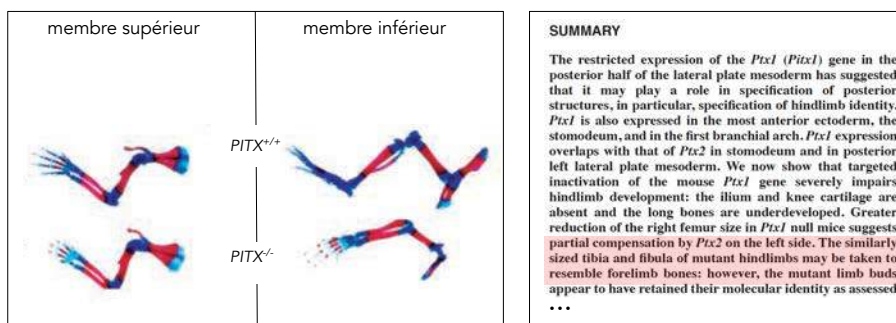 membre supérieur
membre inférieur
PITX+/+
PITX-/-
SUMMARY
The restricted expression of the Ptx1 (Pitx1) gene in the
posterior half of the lateral plate mesoderm has suggested
that it may play a role in specification of posterior
structures, in particular, specification of hindlimb identity.
Ptx1 is also expressed in the most anterior ectoderm, the
stomodeum, and in the first branchial arch. Ptx1 expression
overlaps with that of Ptx2 in stomodeum and in posterior
left lateral plate mesoderm. We now show that targeted
inactivation of the mouse Ptx1 gene severely impairs
hindlimb development: the ilium and knee cartilage are
absent and the long bones are underdeveloped. Greater
reduction of the right femur size in Ptx1 null mice suggests
partial compensation by Ptx2 on the left side. The similarly
sized tibia and fibula of mutant hindlimbs may be taken to
resemble forelimb bones: however, the mutant limb buds
appear to have retained their molecular identity as assessed
...